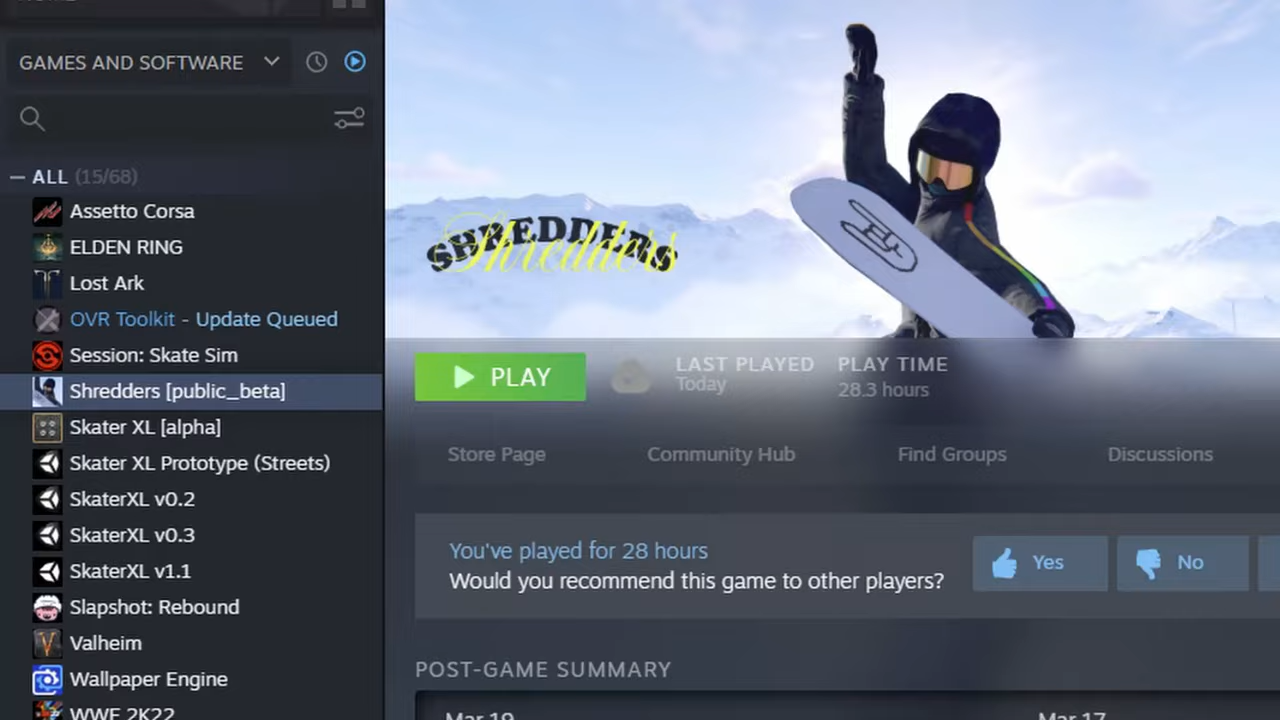 GAMES AND SOFTWARE
ALL (15/68)
Assetto Corsa
ELDEN RING
Lost Ark
OVR Toolkit - Update Queued
Session: Skate Sim
Shredders [public_beta]
Skater XL [alpha]
Skater XL Prototype (Streets)
SkaterXL v0.2
SkaterXL v0.3
SkaterXL v1.1
Slapshot: Rebound
Valheim
Wallpaper Engine
WWE 2K22
SHREDDERS
Shredders
PLAY
LAST PLAYED
Today
PLAY TIME
28.3 hours
Store Page
Community Hub
Find Groups
Discussions
You've played for 28 hours
Would you recommend this game to other players?
Yes
No
POST-GAME SUMMARY
Mar 19
Mar 17